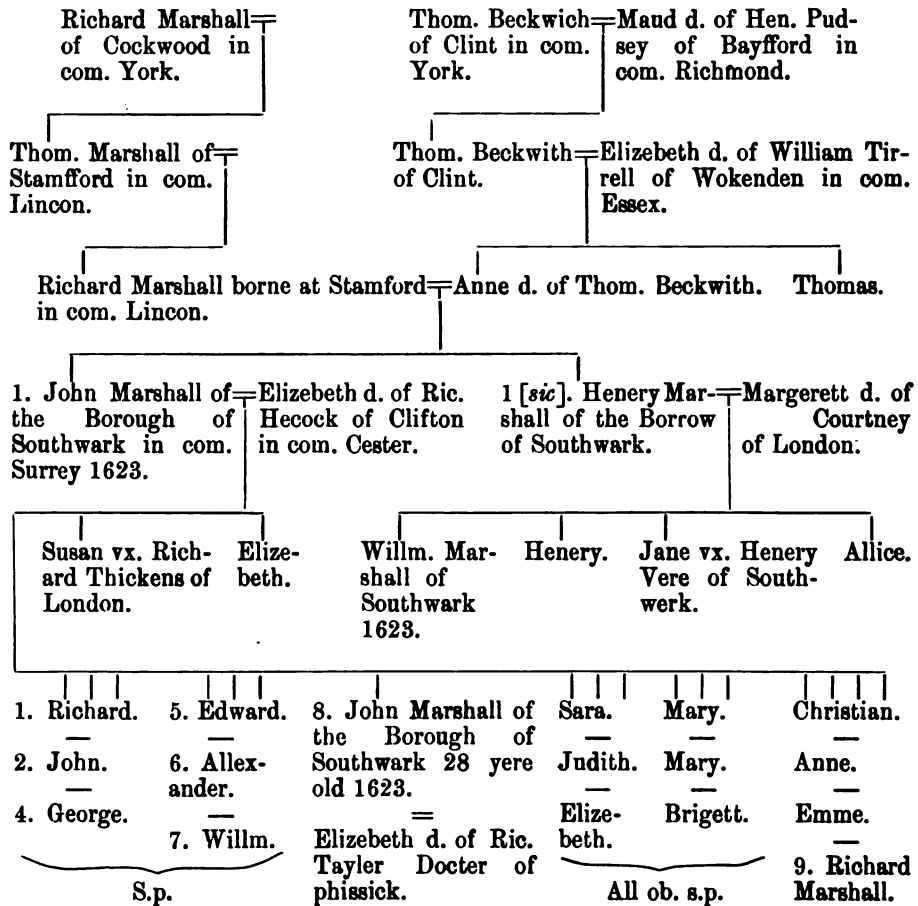 Richard Marshall
of Cockwood in
com. York.
Thom. Beckwich
of Clint in com.
York.
Maud d. of Hen. Pud-
sey of Bayfford in
com. Richmond.
Thom. Marshall of
Stamfford in com.
Lincon.
Thom. Beckwith
of Clint.
Elizebeth d. of William Tir-
rell of Wokenden in com.
Essex.
Richard Marshall borne at Stamford
in com. Lincon.
Anne d. of Thom. Beckwith.
Thomas.
1. John Marshall of
the Borough of
Southwark in com.
Surrey 1623.
Elizebeth d. of Ric.
Hecock of Clifton
in com. Cester.
1 [sic]. Henery Mar-
shall of the Borrow
of Southwark.
Margerett d. of
Courtney
of London.
Susan vx. Rich-
ard Thickens of
London.
Elize-
beth.
Willm. Mar-
shall of
Southwark
1623.
Henery.
Jane vx. Henery
Vere of South-
werk.
Allice.
1. Richard.
—
2. John.
—
4. George.
5. Edward.
—
6. Allex-
ander.
—
7. Willm.
S.p.
8. John Marshall of
the Borough of
Southwark 28 yere
old 1623.
=
Elizebeth d. of Ric.
Tayler Docter of
phissick.
Sara.
—
Judith.
—
Elize-
beth.
Mary.
—
Mary.
—
Brigett.
All ob. s.p.
Christian.
—
Anne.
—
Emme.
—
9. Richard
Marshall.